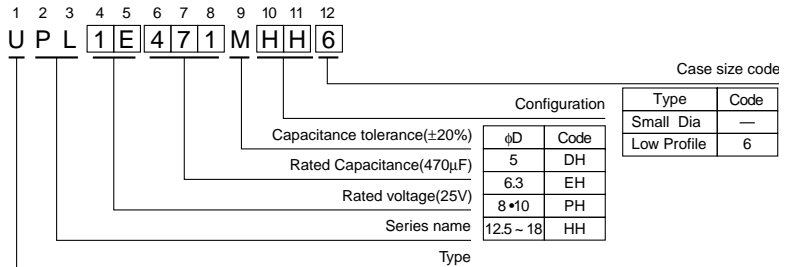 1 2 3 4 5 6 7 8 9 10 11 12
U P L 1 E 4 7 1 M H H 6
Case size code
Type Code
Small Dia —
Low Profile 6
Configuration
ϕD Code
5 DH
6.3 EH
8•10 PH
12.5 ~ 18 HH
Capacitance tolerance(±20%)
Rated Capacitance(470µF)
Rated voltage(25V)
Series name
Type